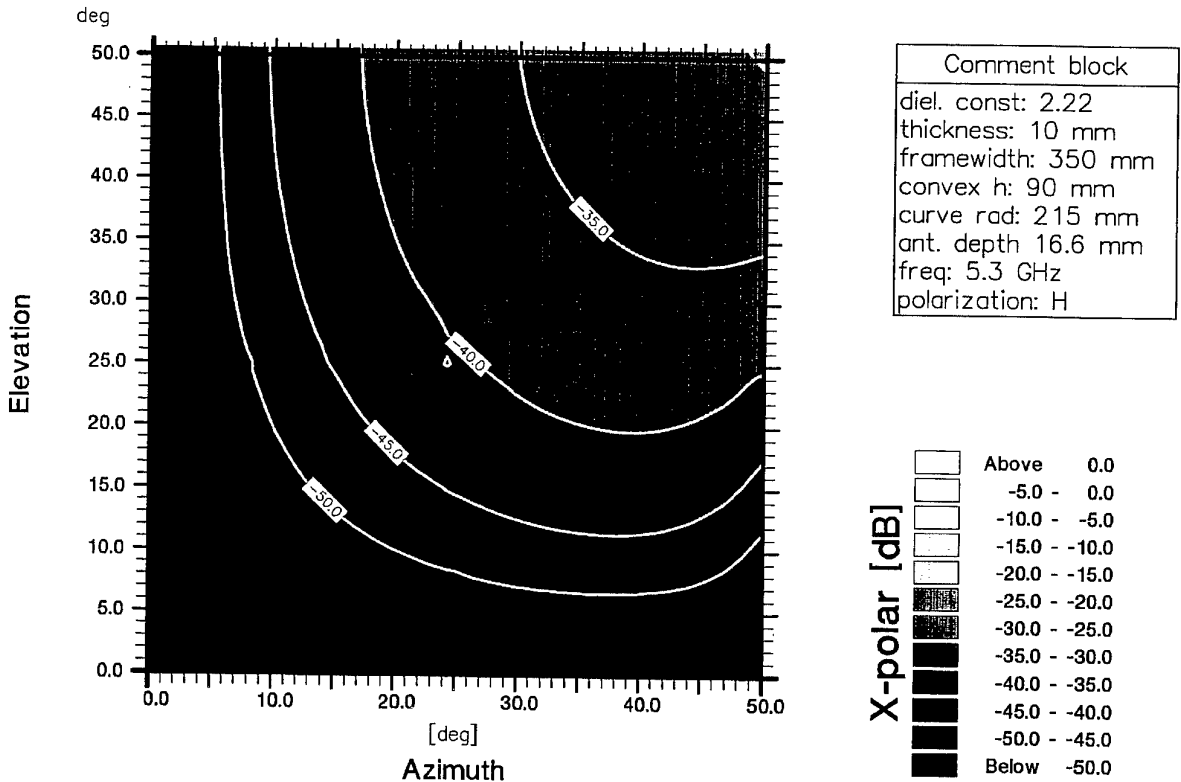 deg
50.0
45.0
40.0
35.0
30.0
25.0
20.0
15.0
10.0
5.0
0.0
Elevation
-35.0
-40.0
-45.0
-50.0
0.0 10.0 20.0 30.0 40.0 50.0
[deg]
Azimuth
Comment block
diel. const: 2.22
thickness: 10 mm
framewidth: 350 mm
convex h: 90 mm
curve rad: 215 mm
ant. depth 16.6 mm
freq: 5.3 GHz
polarization: H
X-polar [dB]
Above 0.0
-5.0 - 0.0
-10.0 - -5.0
-15.0 - -10.0
-20.0 - -15.0
-25.0 - -20.0
-30.0 - -25.0
-35.0 - -30.0
-40.0 - -35.0
-45.0 - -40.0
-50.0 - -45.0
Below -50.0